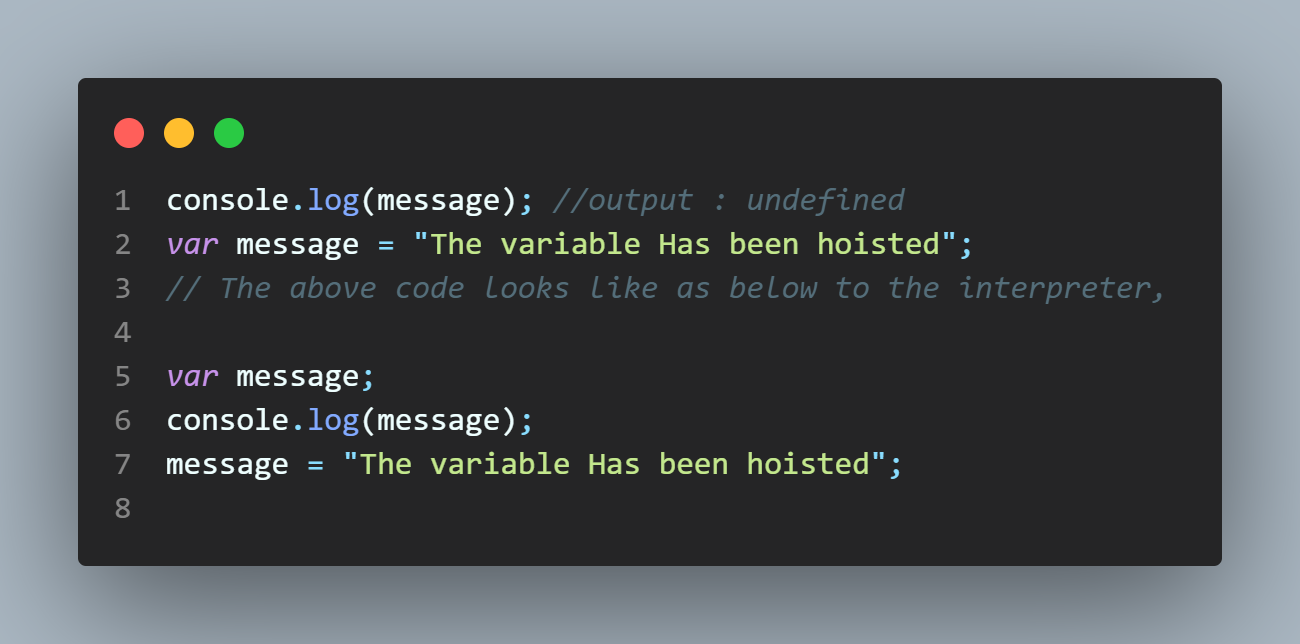 1 console.log(message); //output : undefined
2 var message = "The variable Has been hoisted";
3 // The above code looks like as below to the interpreter,
4
5 var message;
6 console.log(message);
7 message = "The variable Has been hoisted";
8